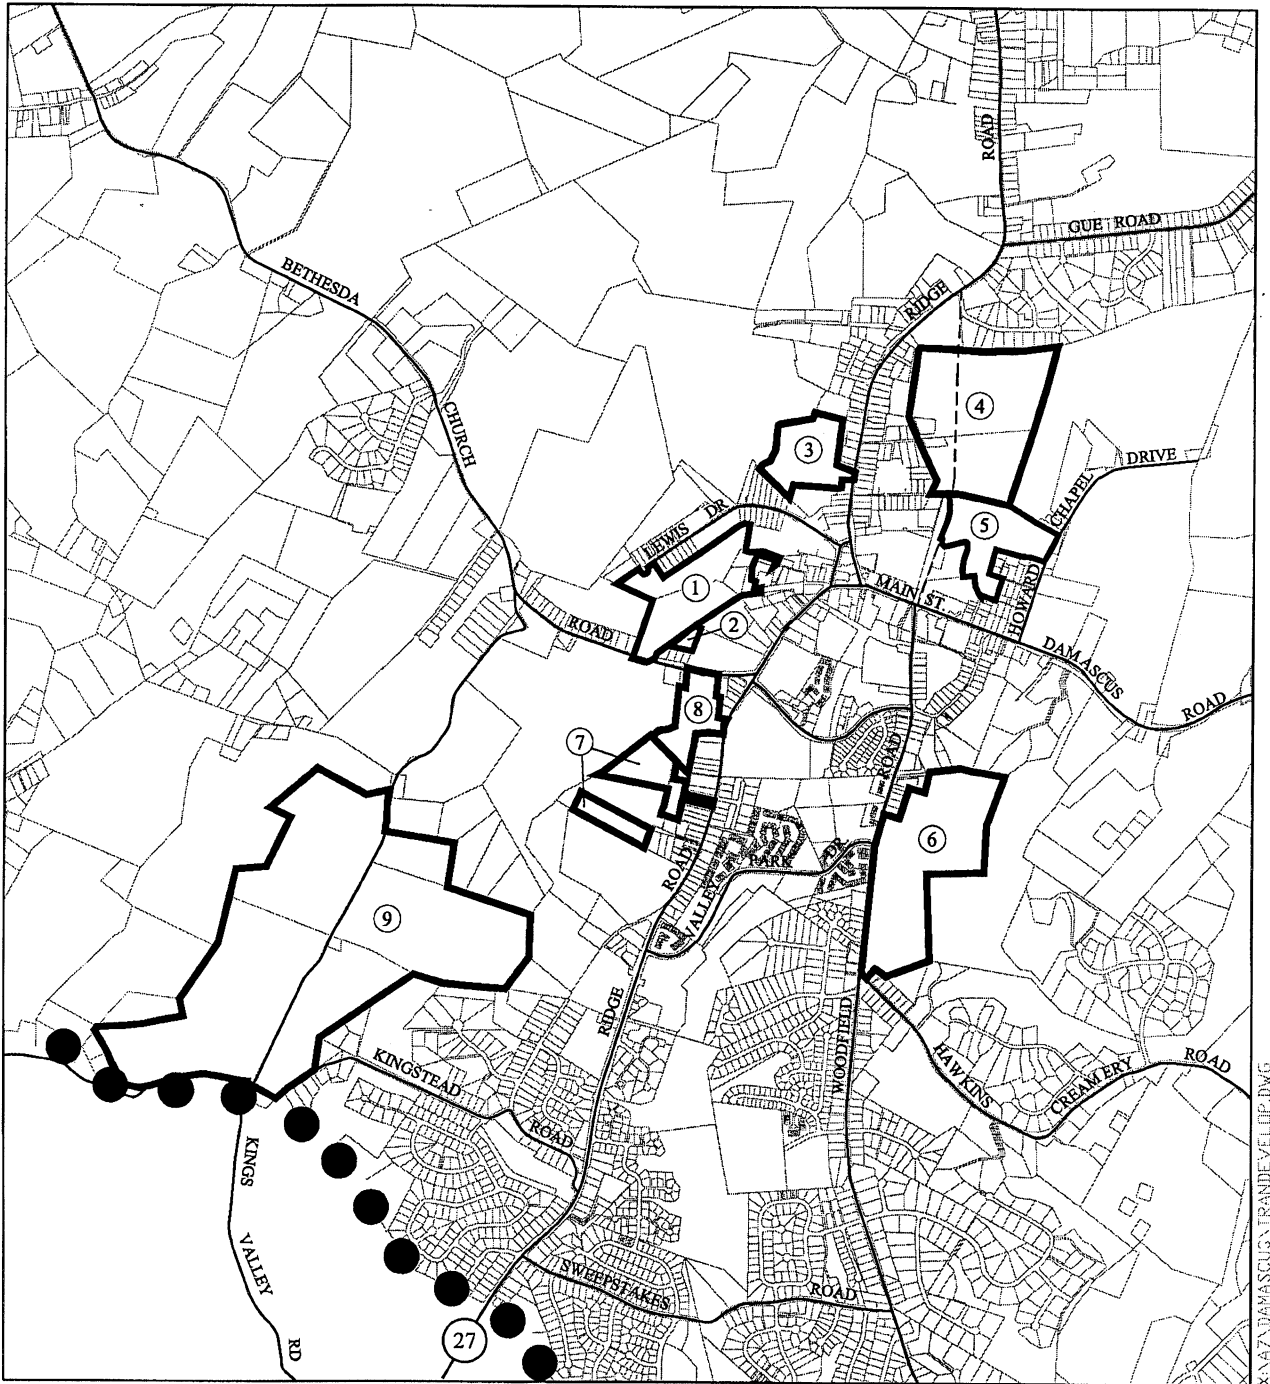 ROAD
GUE ROAD
RIDGE
BETHESDA
CHURCH
4
3
DRIVE
CHAPEL
5
LEWIS DR
1
MAIN ST.
HOWARD
2
ROAD
DAMASCUS
ROAD
8
7
ROAD
6
PARK DR
ROAD
VALLEY
9
RIDGE
WOODFIELD
KINGSTEAD
ROAD
HAWKINS
CREAMERY
ROAD
KINGS
VALLEY
RD
SWEEPSTAKES
ROAD
27